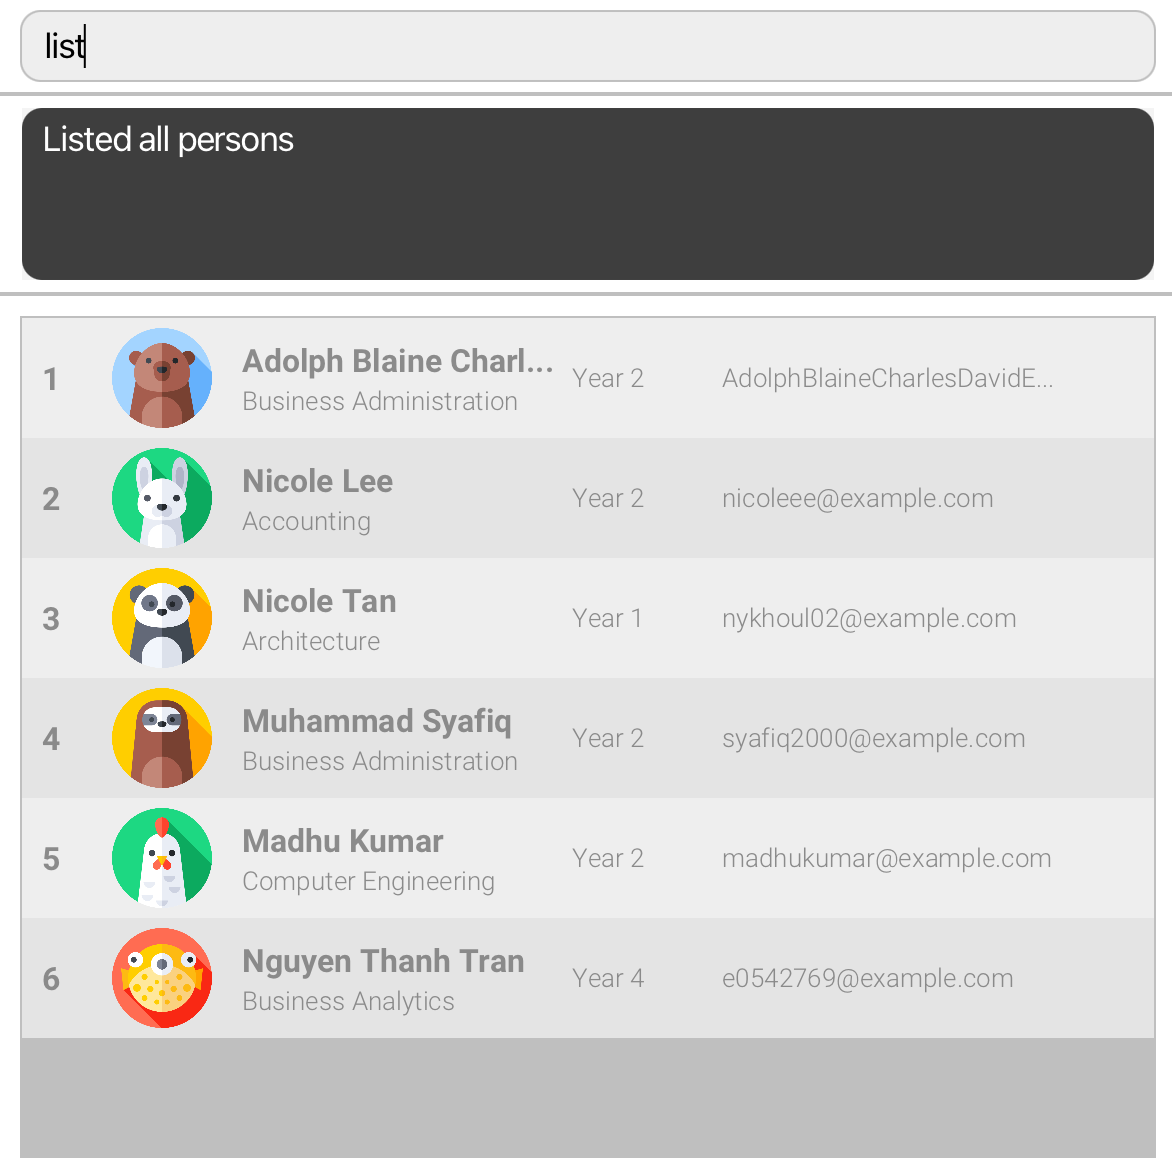 list
Listed all persons
1
Adolph Blaine Charl...
Business Administration
Year 2
AdolphBlaineCharlesDavidE...
2
Nicole Lee
Accounting
Year 2
nicoleee@example.com
3
Nicole Tan
Architecture
Year 1
nykhoul02@example.com
4
Muhammad Syafiq
Business Administration
Year 2
syafiq2000@example.com
5
Madhu Kumar
Computer Engineering
Year 2
madhukumar@example.com
6
Nguyen Thanh Tran
Business Analytics
Year 4
e0542769@example.com